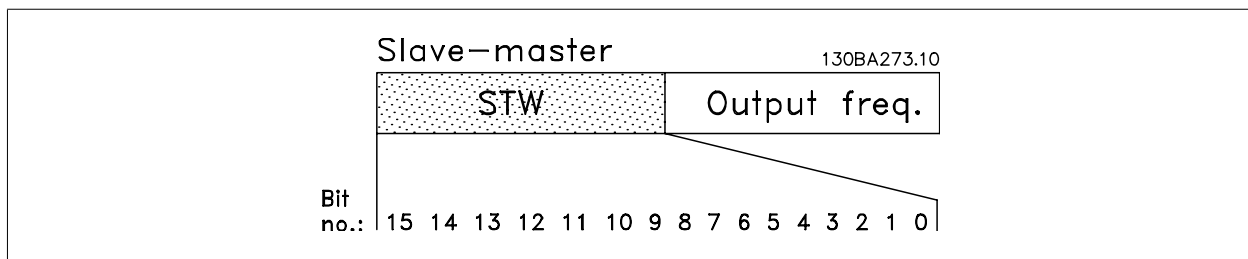 Slave-master
130BA273.10
STW
Output freq.
Bit
no.: 15 14 13 12 11 10 9 8 7 6 5 4 3 2 1 0